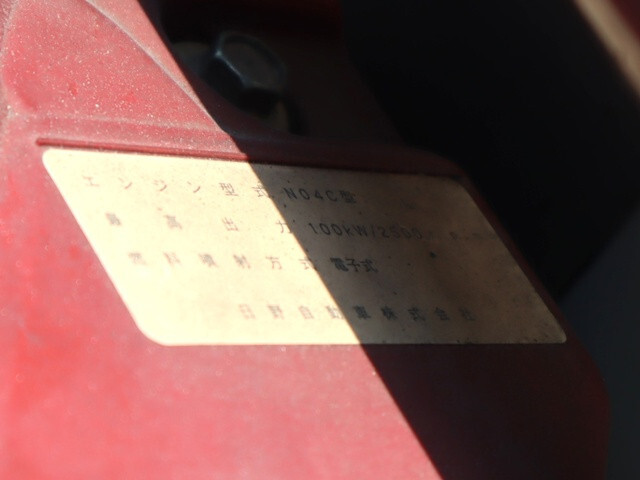 エンジン型式 N04C型
最高出力 100kW/2500
燃料噴射方式 電子式
日野自動車株式会社